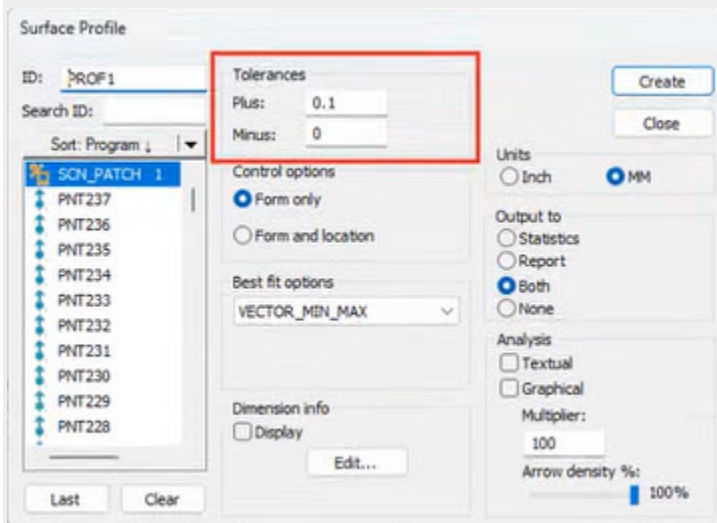 Surface Profile
ID: PROF1
Search ID:
Sort: Program ↓
SCN_PATCH 1
PNT237
PNT236
PNT235
PNT234
PNT233
PNT232
PNT231
PNT230
PNT229
PNT228
Last Clear
Tolerances
Plus: 0.1
Minus: 0
Control options
Form only
Form and location
Best fit options
VECTOR_MIN_MAX
Dimension info
Display
Edit...
Create
Close
Units
Inch MM
Output to
Statistics
Report
Both
None
Analysis
Textual
Graphical
Multiplier:
100
Arrow density %:
100%